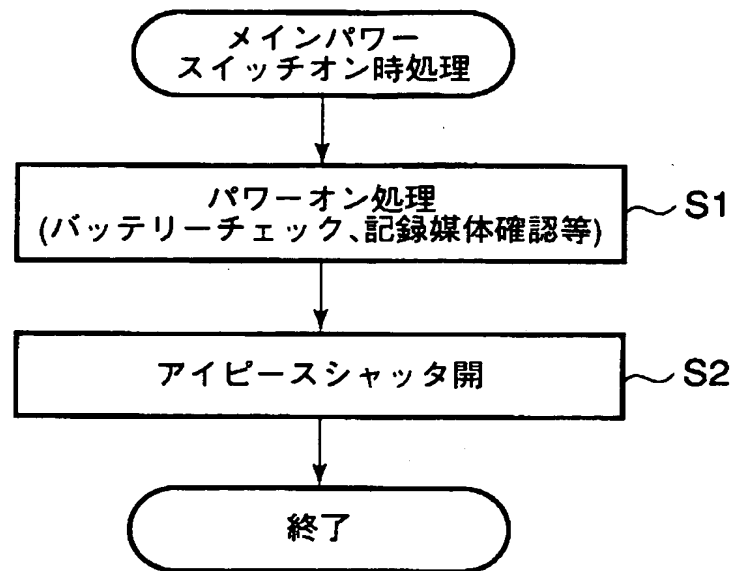 メインパワー
スイッチオン時処理
パワーオン処理
(バッテリーチェック、記録媒体確認等)
S1
アイピースシャッタ開
S2
終了